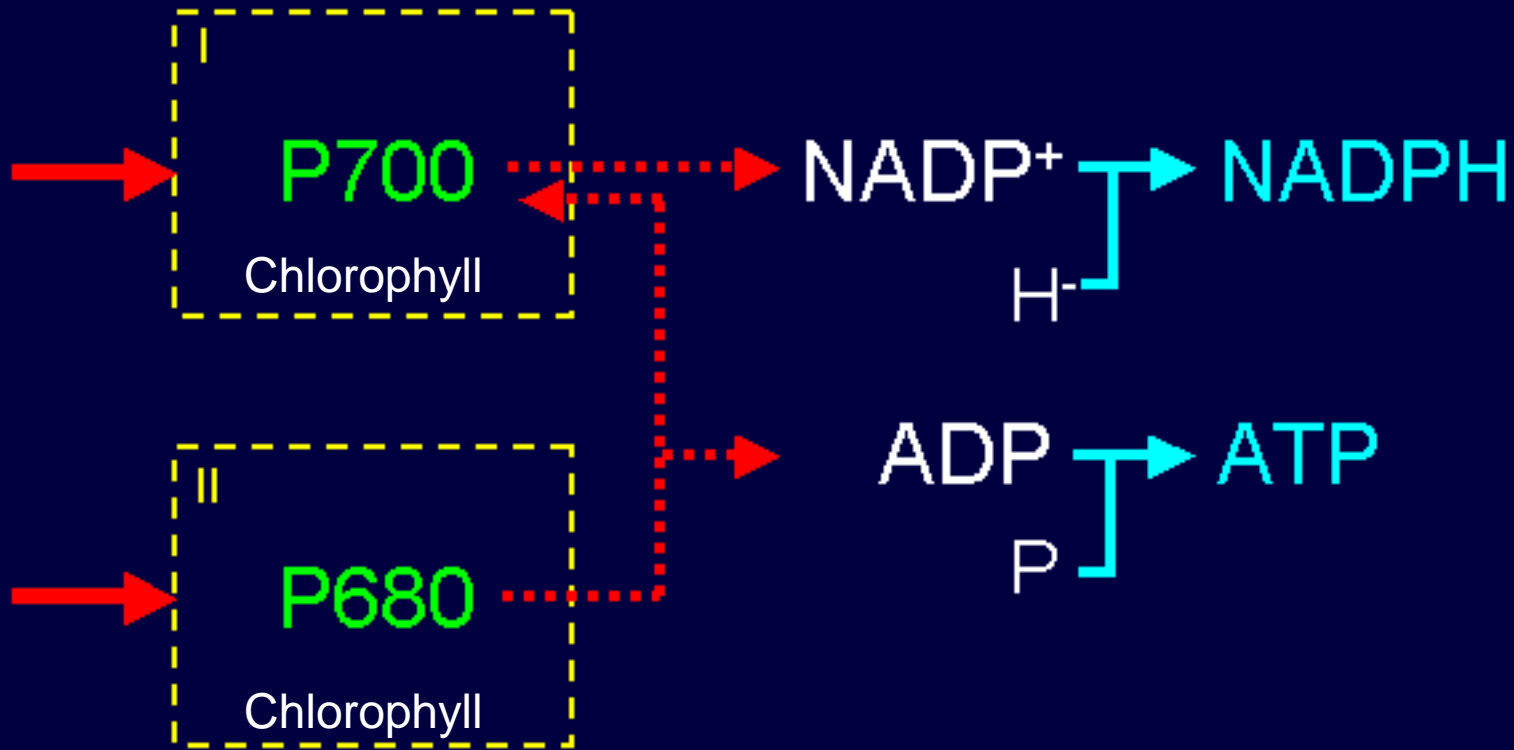 I
P700 NADP⁺ NADPH
Chlorophyll
H⁻
II
ADP ATP
P680
P
Chlorophyll